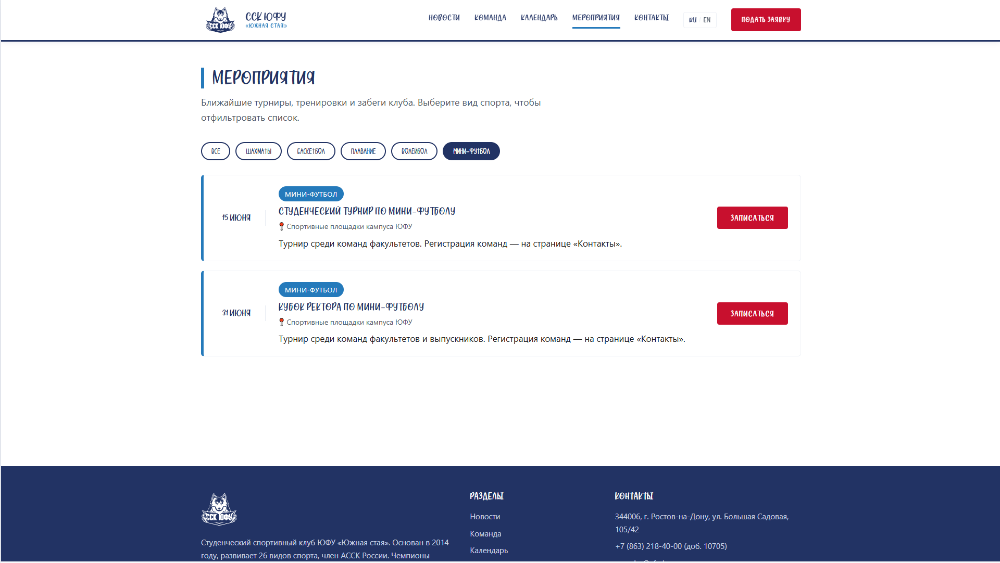 ССК ЮФУ
ССК ЮФУ
«ЮЖНАЯ СТАЯ»
НОВОСТИ КОМАНДА КАЛЕНДАРЬ МЕРОПРИЯТИЯ КОНТАКТЫ RU / EN ПОДАТЬ ЗАЯВКУ
МЕРОПРИЯТИЯ
Ближайшие турниры, тренировки и забеги клуба. Выберите вид спорта, чтобы
отфильтровать список.
ВСЕ ШАХМАТЫ БАСКЕТБОЛ ПЛАВАНИЕ ВОЛЕЙБОЛ МИНИ-ФУТБОЛ
15 ИЮНЯ
МИНИ-ФУТБОЛ
СТУДЕНЧЕСКИЙ ТУРНИР ПО МИНИ-ФУТБОЛУ
Спортивные площадки кампуса ЮФУ
Турнир среди команд факультетов. Регистрация команд — на странице «Контакты».
ЗАПИСАТЬСЯ
31 ИЮНЯ
МИНИ-ФУТБОЛ
КУБОК РЕКТОРА ПО МИНИ-ФУТБОЛУ
Спортивные площадки кампуса ЮФУ
Турнир среди команд факультетов и выпускников. Регистрация команд — на странице «Контакты».
ЗАПИСАТЬСЯ
ССК ЮФУ
Студенческий спортивный клуб ЮФУ «Южная стая». Основан в 2014
году, развивает 26 видов спорта, член АССК России. Чемпионы
РАЗДЕЛЫ
Новости
Команда
Календарь
КОНТАКТЫ
344006, г. Ростов-на-Дону, ул. Большая Садовая,
105/42
+7 (863) 218-40-00 (доб. 10705)